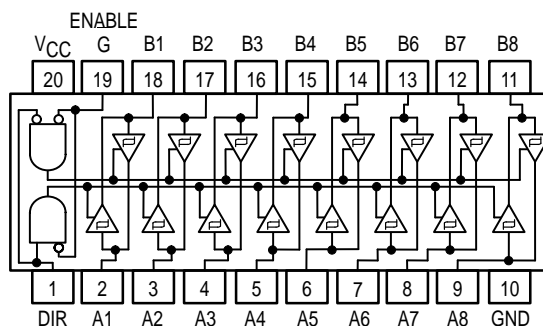 ENABLE
VCC G B1 B2 B3 B4 B5 B6 B7 B8
20 19 18 17 16 15 14 13 12 11
1 2 3 4 5 6 7 8 9 10
DIR A1 A2 A3 A4 A5 A6 A7 A8 GND